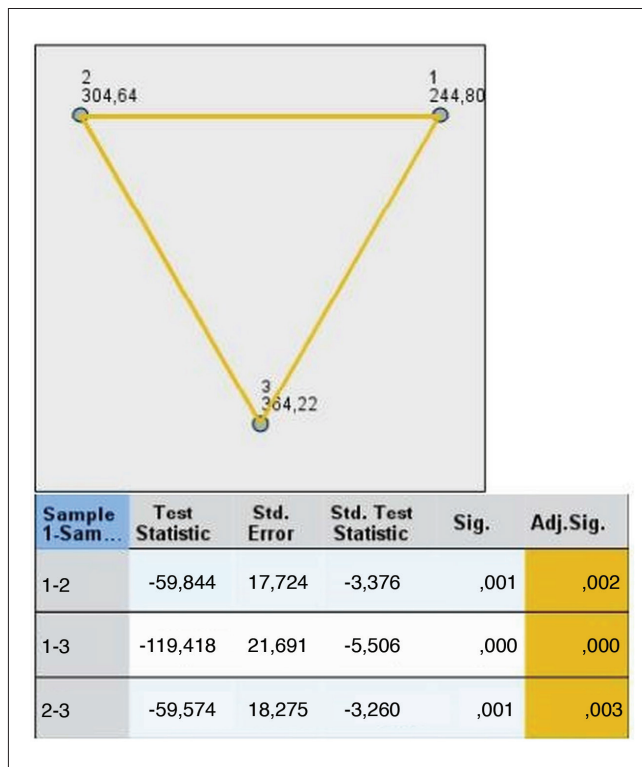 2
304,64
1
244,80
3
364,22
Sample 1-Sam... Test Statistic Std. Error Std. Test Statistic Sig. Adj.Sig.
1-2 -59,844 17,724 -3,376 ,001 ,002
1-3 -119,418 21,691 -5,506 ,000 ,000
2-3 -59,574 18,275 -3,260 ,001 ,003